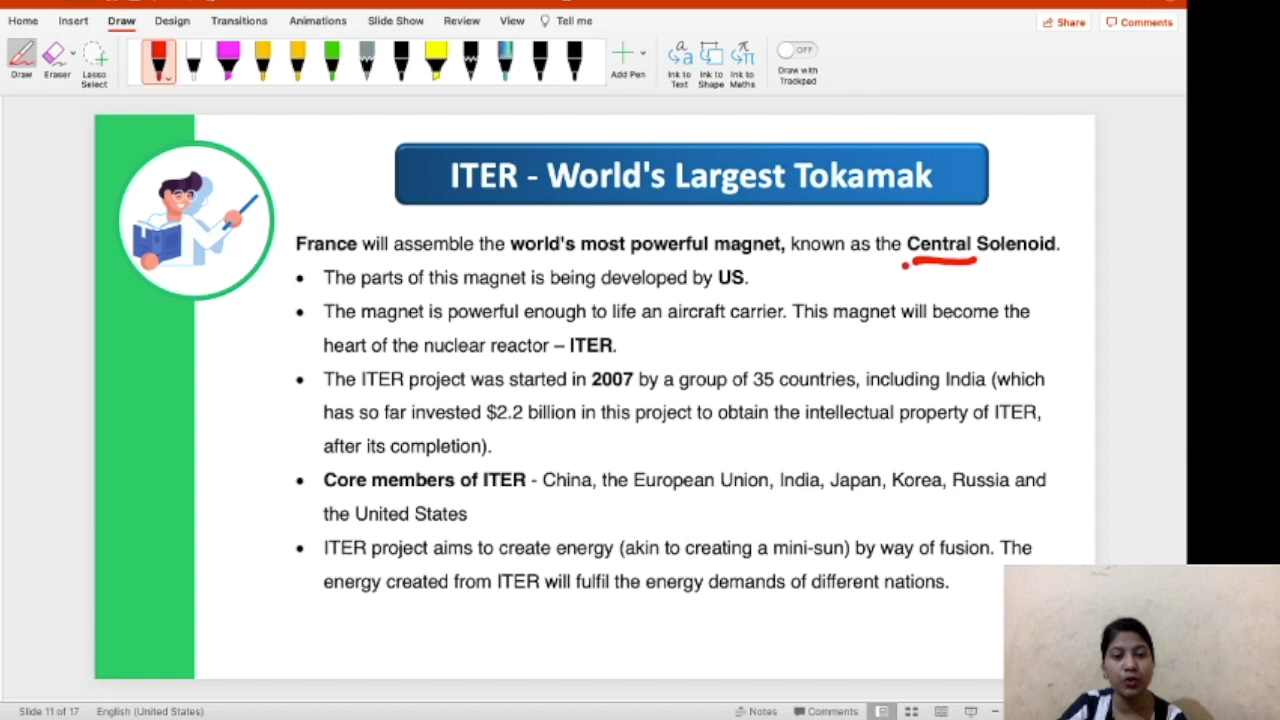 Home Insert Draw Design Transitions Animations Slide Show Review View Tell me
Share Comments
Draw Eraser Lasso Select Add Pen Ink to Text Ink to Shape Ink to Maths OFF Draw with Trackpad
ITER - World's Largest Tokamak
France will assemble the world's most powerful magnet, known as the Central Solenoid.
• The parts of this magnet is being developed by US.
• The magnet is powerful enough to life an aircraft carrier. This magnet will become the
heart of the nuclear reactor – ITER.
• The ITER project was started in 2007 by a group of 35 countries, including India (which
has so far invested $2.2 billion in this project to obtain the intellectual property of ITER,
after its completion).
• Core members of ITER - China, the European Union, India, Japan, Korea, Russia and
the United States
• ITER project aims to create energy (akin to creating a mini-sun) by way of fusion. The
energy created from ITER will fulfil the energy demands of different nations.
Slide 11 of 17 English (United States) Notes Comments